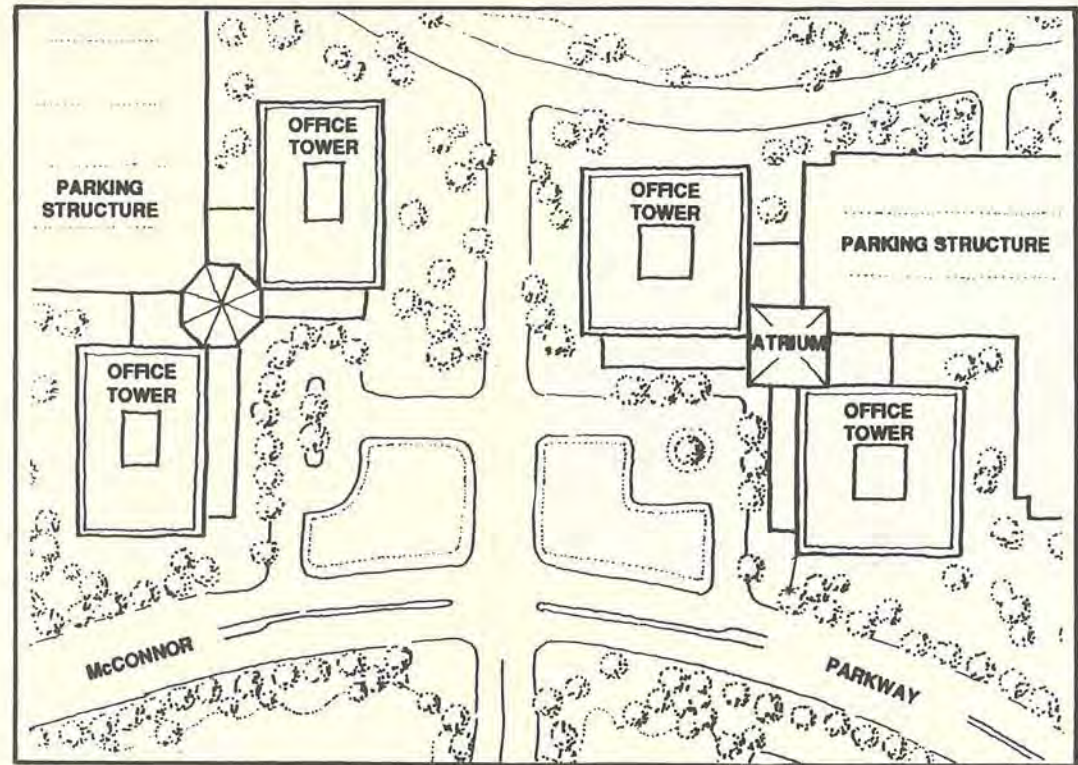 OFFICE
TOWER
PARKING
STRUCTURE
OFFICE
TOWER
OFFICE
TOWER
PARKING STRUCTURE
ATRIUM
OFFICE
TOWER
McCONNOR
PARKWAY